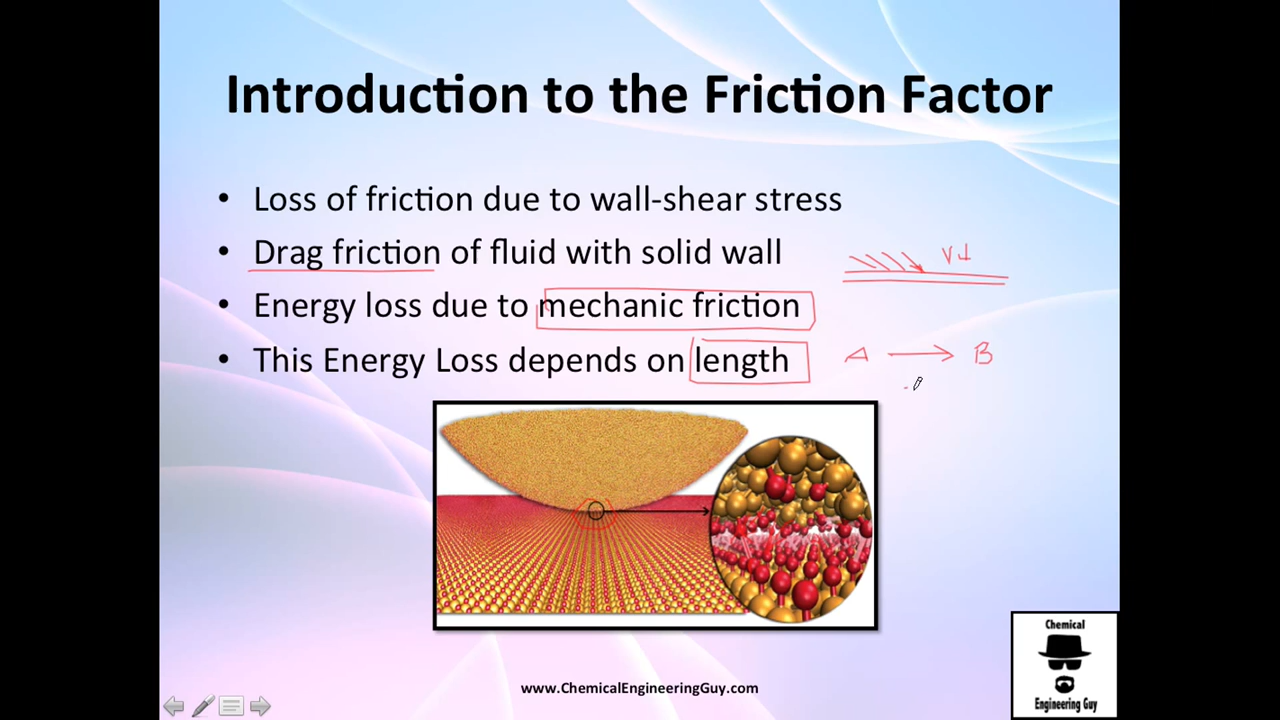 Introduction to the Friction Factor
• Loss of friction due to wall-shear stress
• Drag friction of fluid with solid wall
V↓
• Energy loss due to mechanic friction
• This Energy Loss depends on length
A → B
Chemical
Engineering Guy
www.ChemicalEngineeringGuy.com